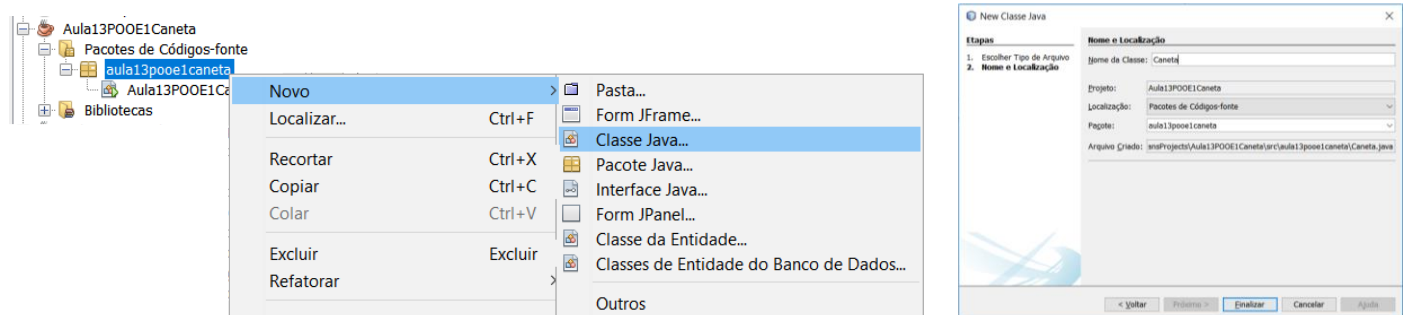 Aula13POOE1Caneta
Pacotes de Códigos-fonte
aula13pooe1caneta
Aula13POOE1Ca
Bibliotecas
Novo
Localizar... Ctrl+F
Recortar Ctrl+X
Copiar Ctrl+C
Colar Ctrl+V
Excluir Excluir
Refatorar
Pasta...
Form JFrame...
Classe Java...
Pacote Java...
Interface Java...
Form JPanel...
Classe da Entidade...
Classes de Entidade do Banco de Dados...
Outros
New Classe Java
Etapas
1. Escolher Tipo de Arquivo
2. Nome e Localização
Nome e Localização
Nome da Classe: Caneta
Projeto: Aula13POOE1Caneta
Localização: Pacotes de Códigos-fonte
Pacote: aula13pooe1caneta
Arquivo Criado: ansProjects\Aula13POOE1Caneta\src\aula13pooe1caneta\Caneta.java
< Voltar Próximo > Finalizar Cancelar Ajuda